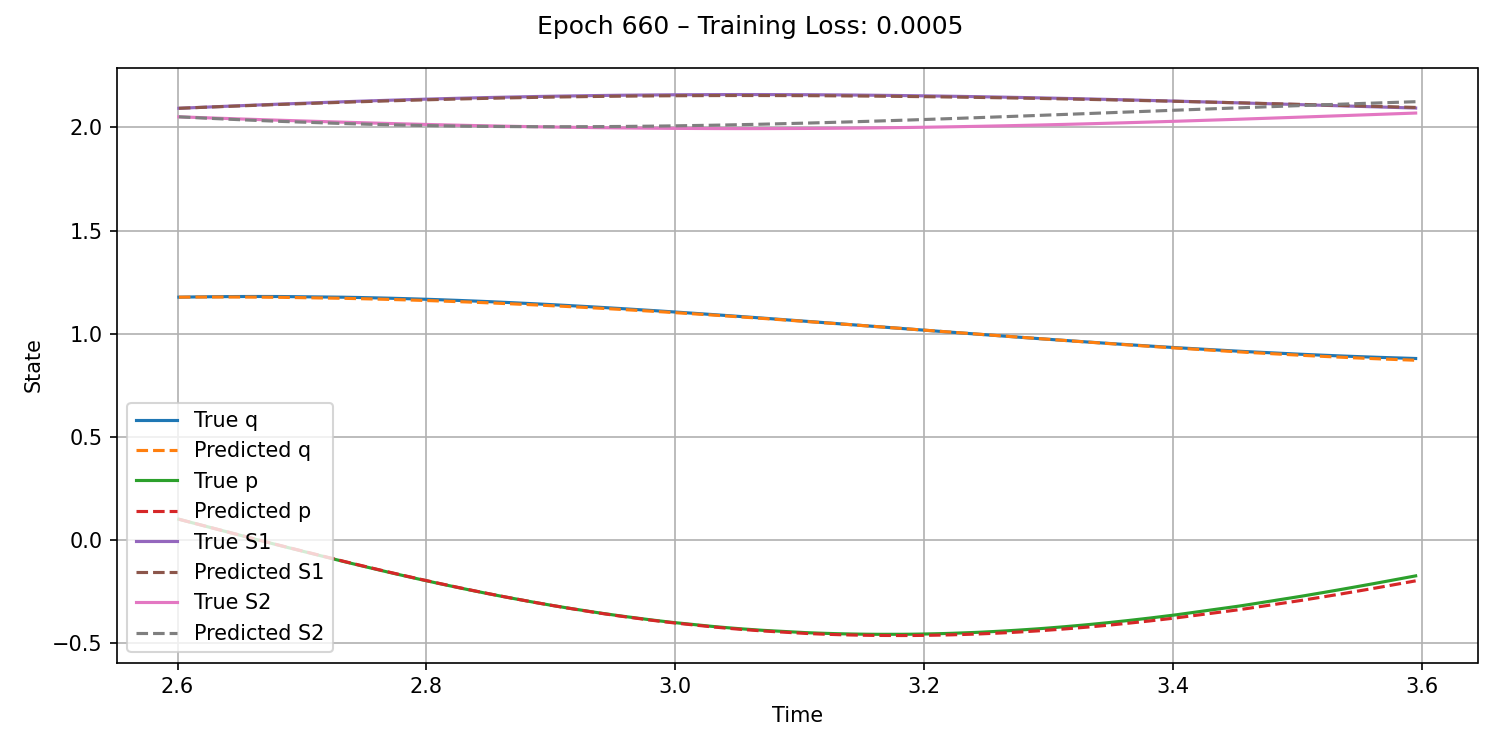 Epoch 660 – Training Loss: 0.0005
State
2.0
1.5
1.0
0.5
0.0
−0.5
True q
Predicted q
True p
Predicted p
True S1
Predicted S1
True S2
Predicted S2
2.6 2.8 3.0 3.2 3.4 3.6
Time